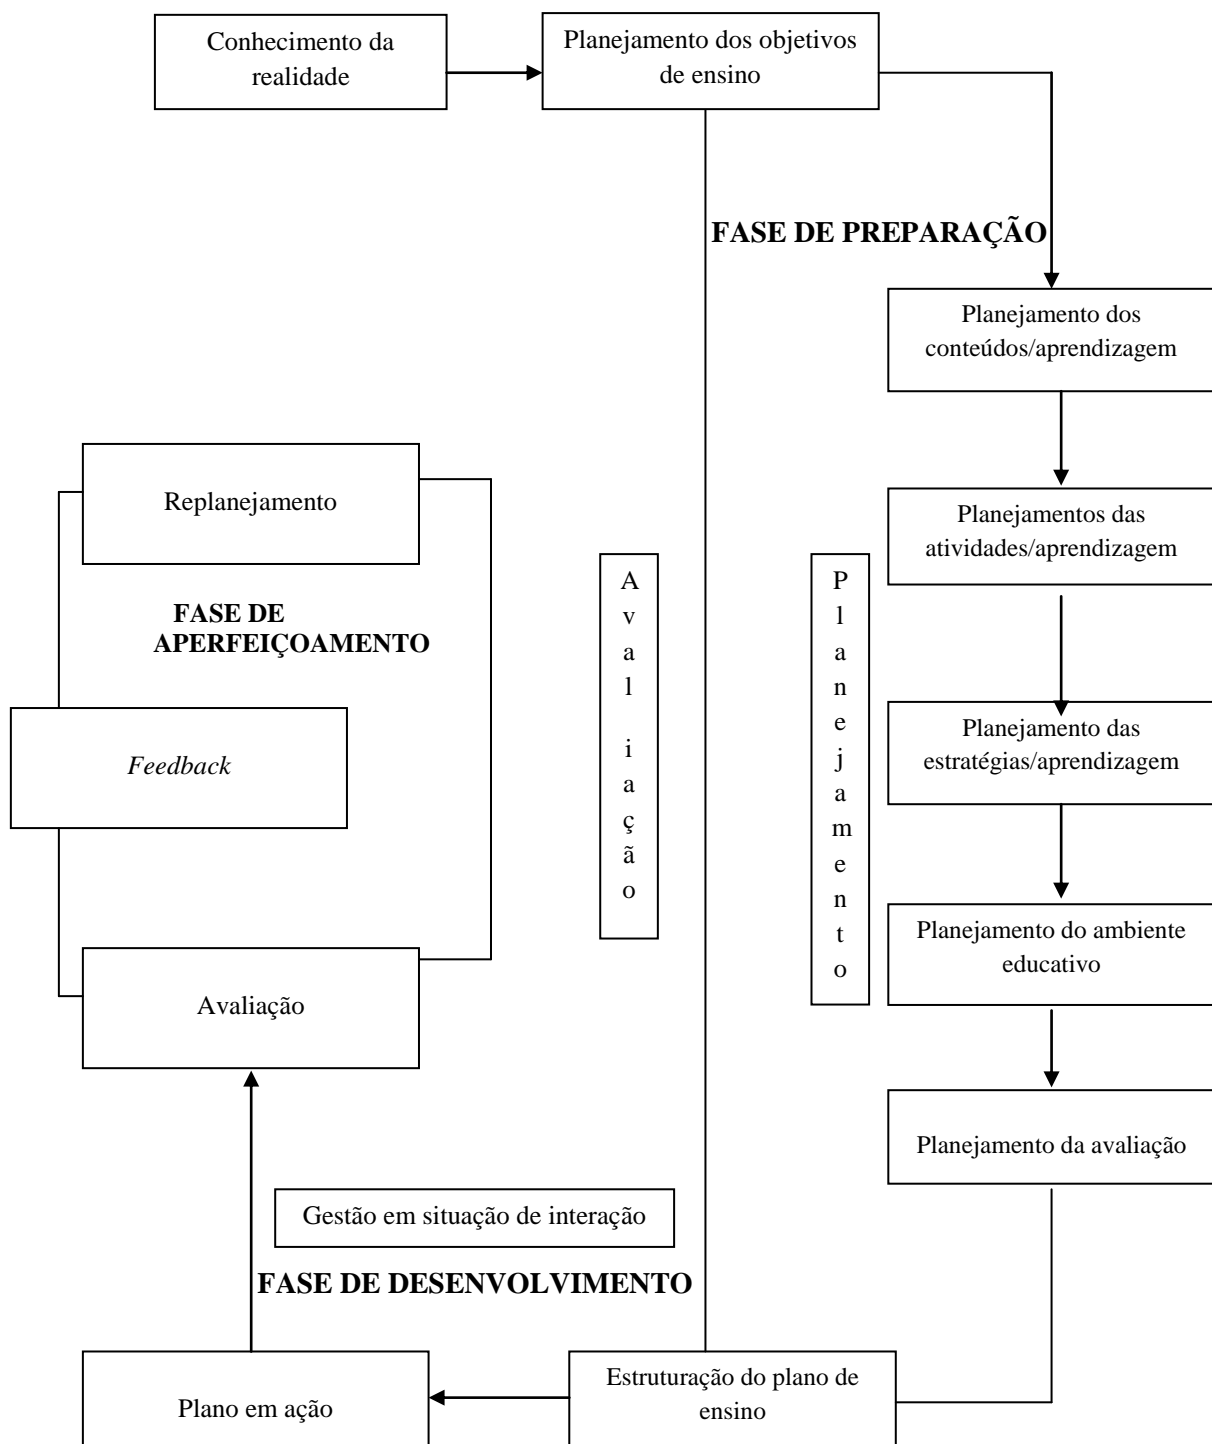 Conhecimento da
realidade
Planejamento dos objetivos
de ensino
FASE DE PREPARAÇÃO
Planejamento dos
conteúdos/aprendizagem
Planejamentos das
atividades/aprendizagem
Planejamento das
estratégias/aprendizagem
Planejamento do ambiente
educativo
Planejamento da avaliação
P
l
a
n
e
j
a
m
e
n
t
o
A
v
a
l
i
a
ç
ã
o
Replanejamento
FASE DE
APERFEIÇOAMENTO
Feedback
Avaliação
Gestão em situação de interação
FASE DE DESENVOLVIMENTO
Estruturação do plano de
ensino
Plano em ação